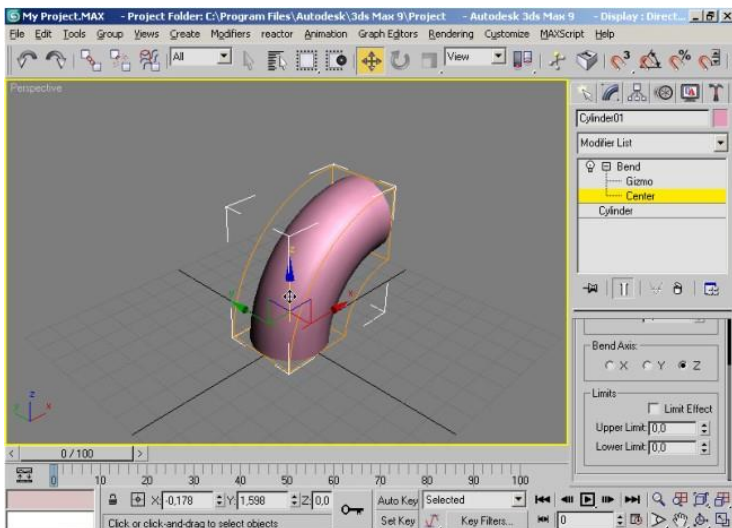 My Project.MAX - Project Folder: C:\Program Files\Autodesk\3ds Max 9\Project - Autodesk 3ds Max 9 - Display : Direct...
File Edit Tools Group Views Create Modifiers reactor Animation Graph Editors Rendering Customize MAXScript Help
All View
Perspective
Cylinder01
Modifier List
Bend
Gizmo
Center
Cylinder
Bend Axis:
X Y Z
Limits
Limit Effect
Upper Limit: 0,0
Lower Limit: 0,0
z
y x
z
x
0 / 100
0 10 20 30 40 50 60 70 80 90 100
X: -0,178 Y: 1,598 Z: 0,0
Auto Key Selected
Click or click-and-drag to select objects
Set Key Key Filters... 0